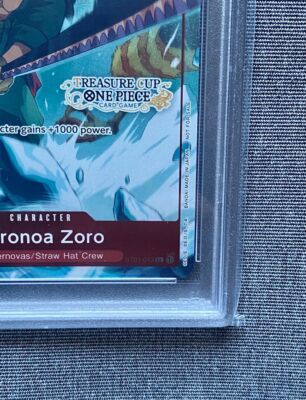 TREASURE CUP
ONE PIECE
CARD GAME
cter gains +1000 power.
CHARACTER
ronoa Zoro
ernovas/Straw Hat Crew
BANDAI MADE IN JAPAN
NOT FOR SALE